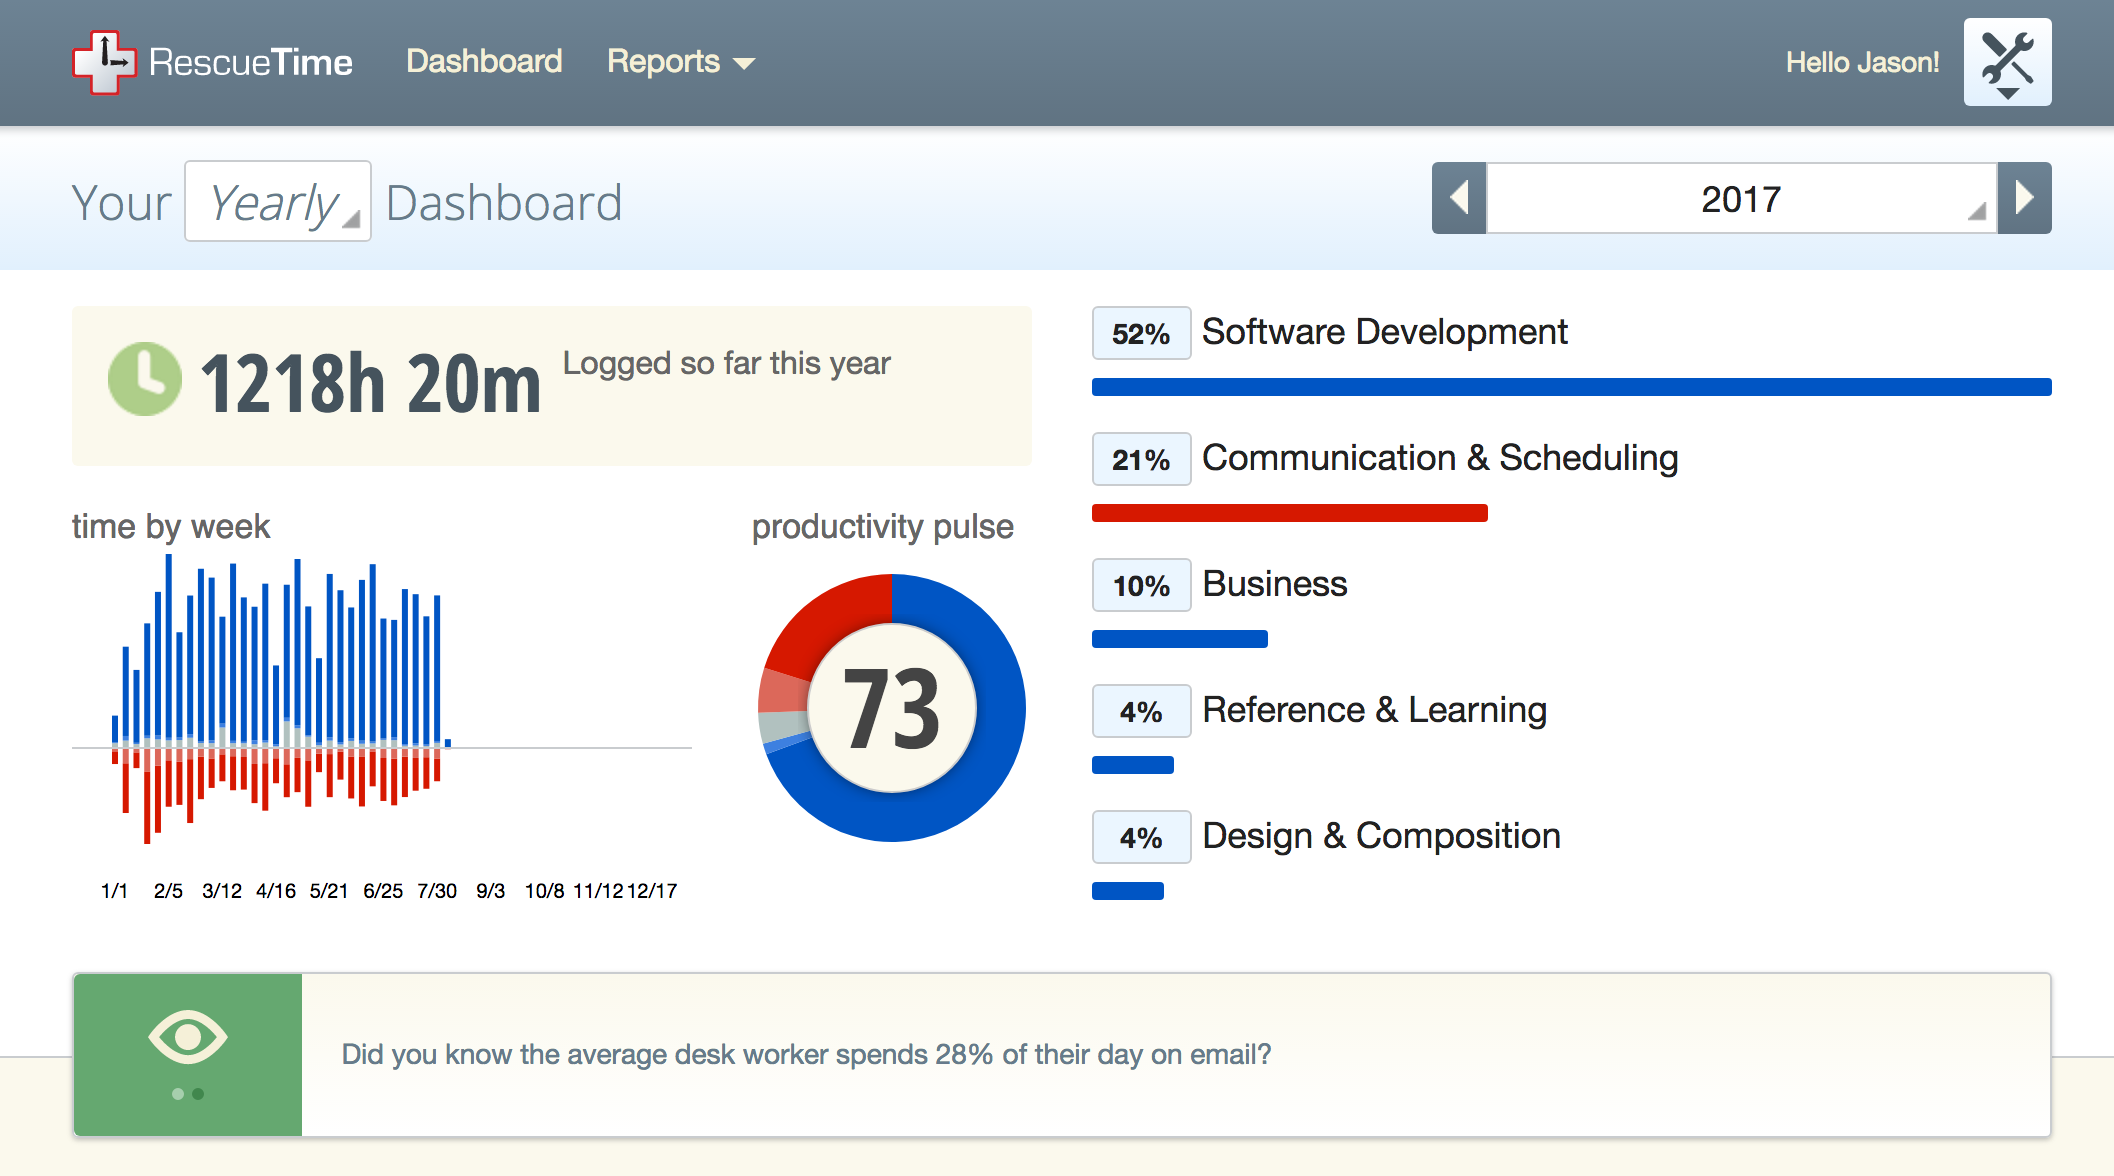 RescueTime Dashboard Reports Hello Jason!
Your Yearly Dashboard 2017
1218h 20m Logged so far this year
time by week
1/1 2/5 3/12 4/16 5/21 6/25 7/30 9/3 10/8 11/12 12/17
productivity pulse
73
52% Software Development
21% Communication & Scheduling
10% Business
4% Reference & Learning
4% Design & Composition
Did you know the average desk worker spends 28% of their day on email?